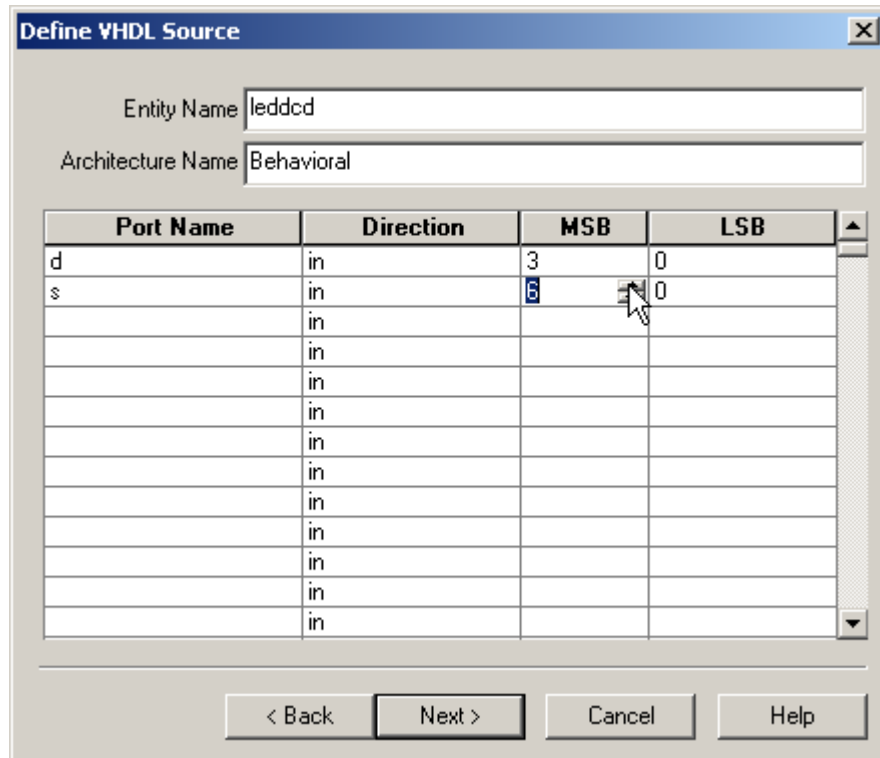 Define VHDL Source
Entity Name leddcd
Architecture Name Behavioral
Port Name Direction MSB LSB
d in 3 0
s in 6 0
in
in
in
in
in
in
in
in
in
in
in
< Back Next > Cancel Help